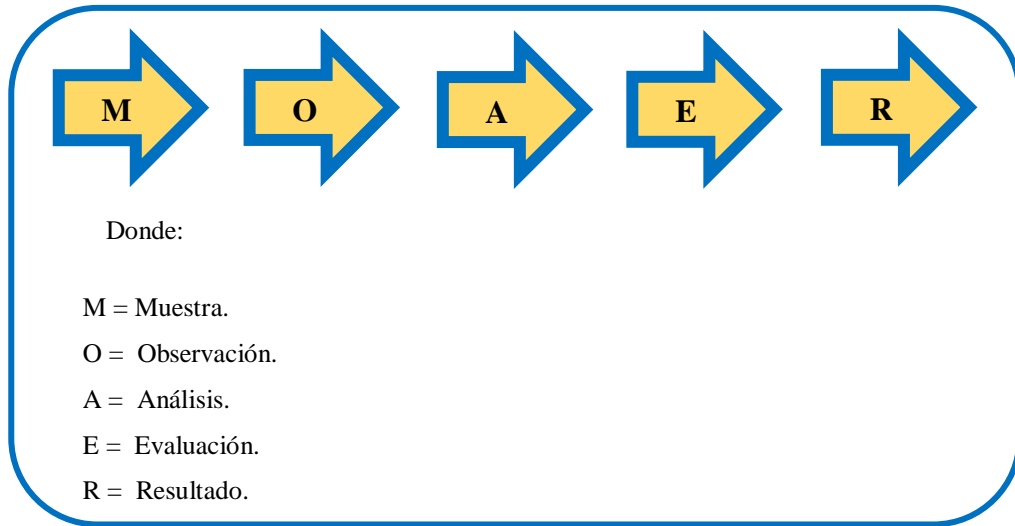 M O A E R
Donde:
M = Muestra.
O = Observación.
A = Análisis.
E = Evaluación.
R = Resultado.